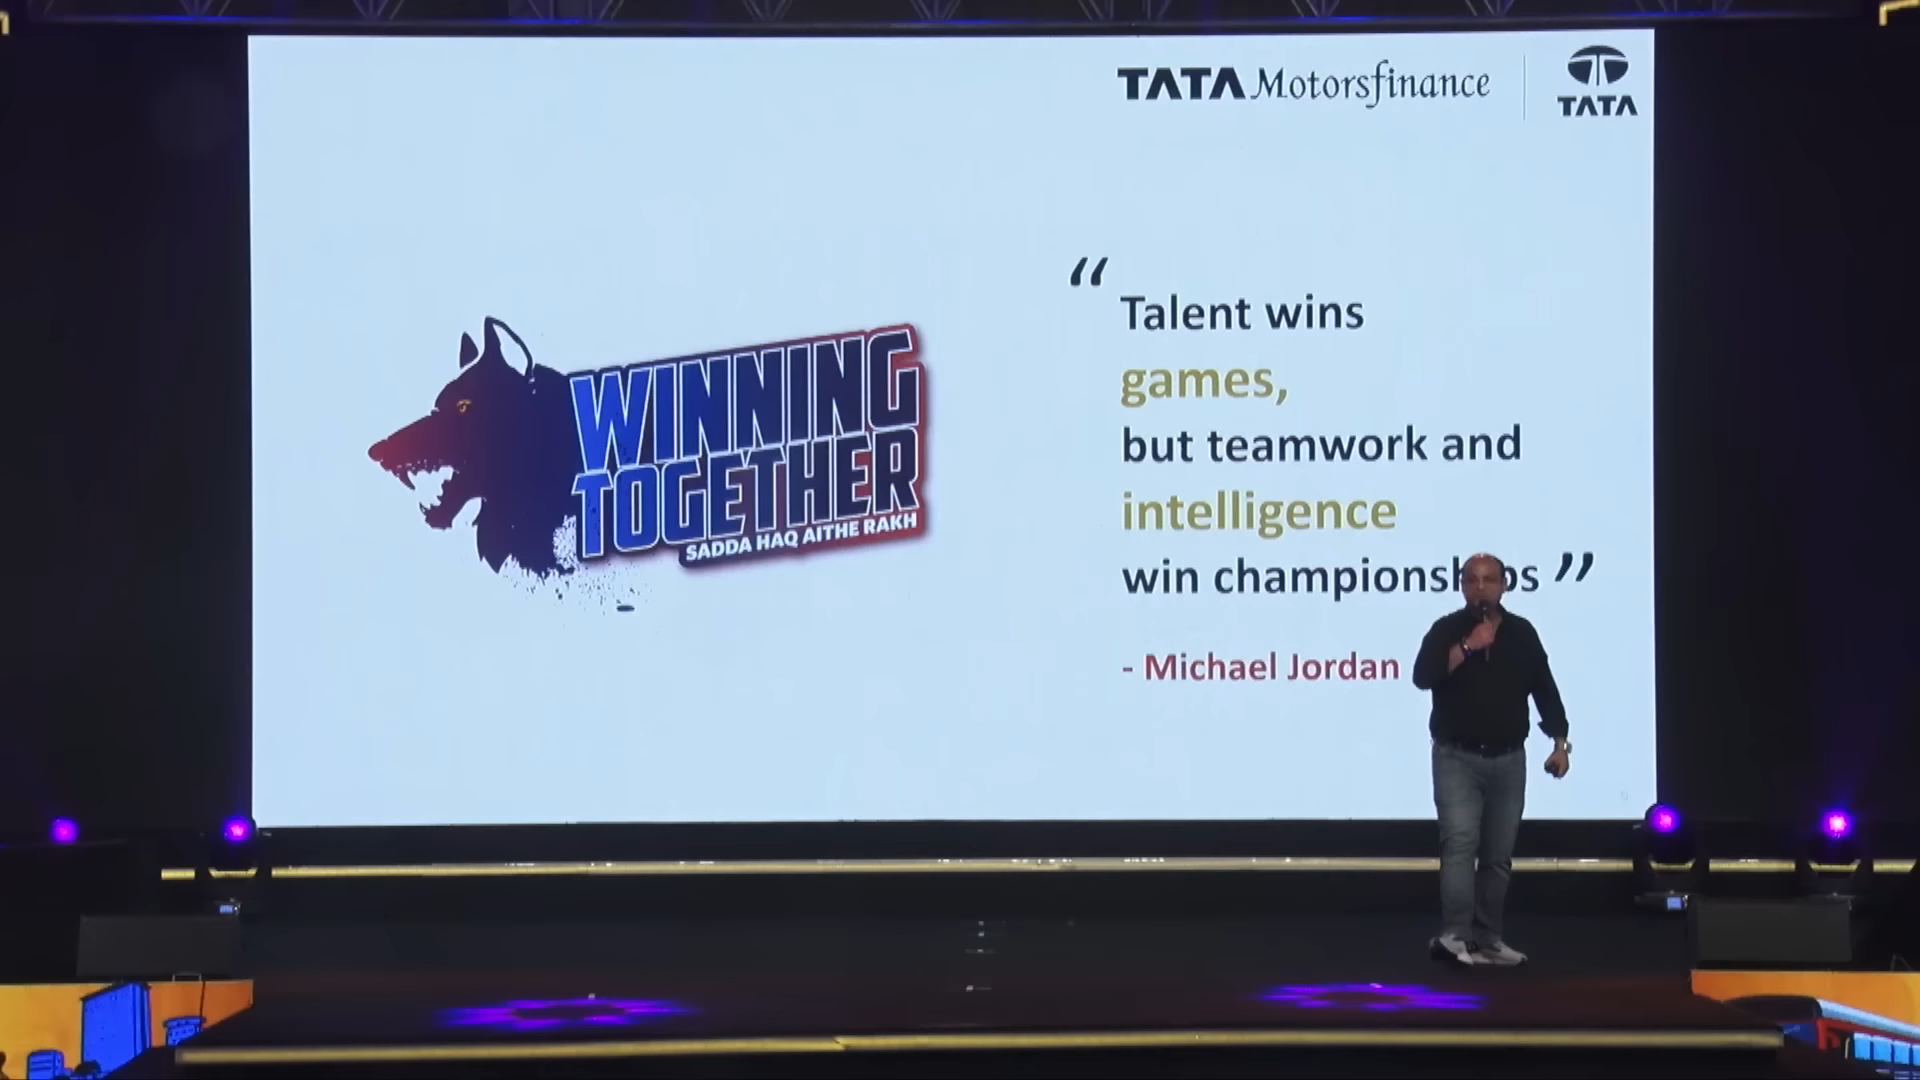 TATA Motorsfinance
TATA
WINNING
TOGETHER
SADDA HAQ AITHE RAKH
“
Talent wins
games,
but teamwork and
intelligence
win championships ”
- Michael Jordan